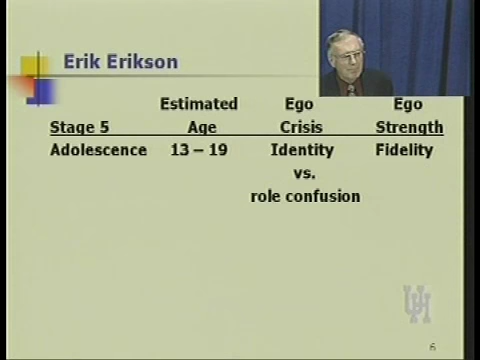 Erik Erikson
Estimated Ego Ego
Stage 5 Age Crisis Strength
Adolescence 13 – 19 Identity Fidelity
vs.
role confusion
UH
6